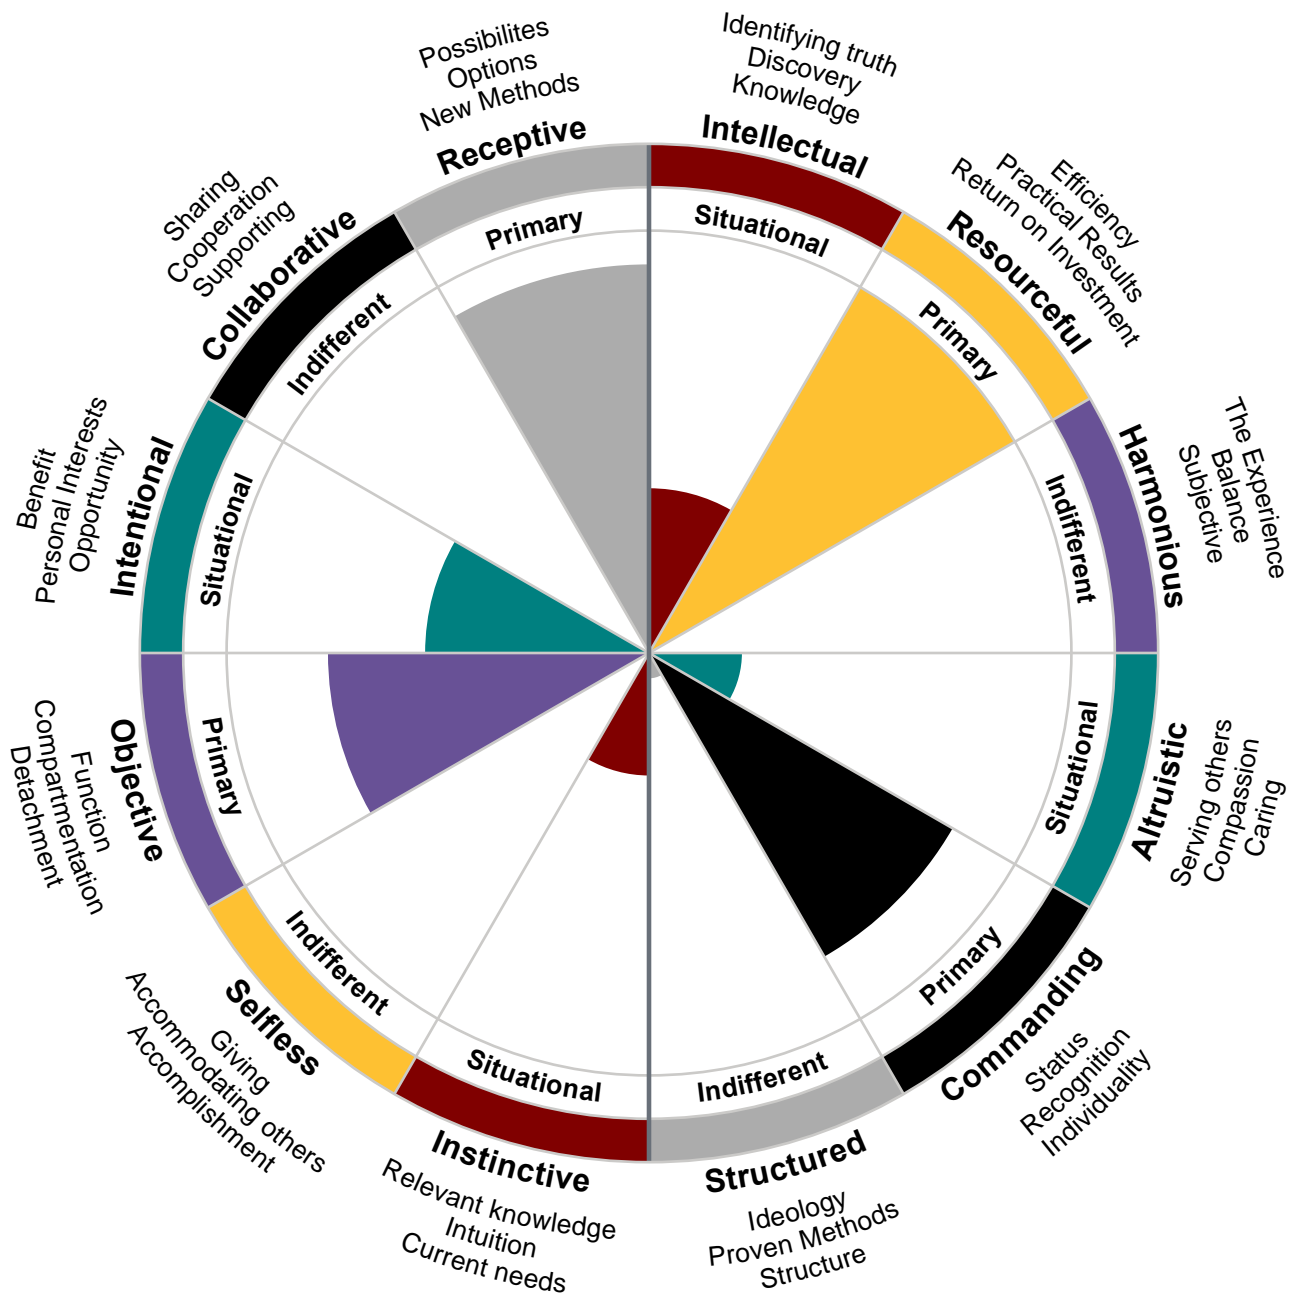 Identifying truth
Discovery
Knowledge
Intellectual
Situational
Efficiency
Practical Results
Return on Investment
Resourceful
Primary
The Experience
Balance
Subjective
Harmonious
Indifferent
Altruistic
Serving others
Compassion
Caring
Situational
Commanding
Status
Recognition
Individuality
Primary
Indifferent
Structured
Ideology
Proven Methods
Structure
Situational
Instinctive
Relevant knowledge
Intuition
Current needs
Indifferent
Selfless
Giving
Accommodating others
Accomplishment
Primary
Objective
Function
Compartmentation
Detachment
Benefit
Personal Interests
Opportunity
Intentional
Situational
Sharing
Cooperation
Supporting
Collaborative
Indifferent
Possibilites
Options
New Methods
Receptive
Primary